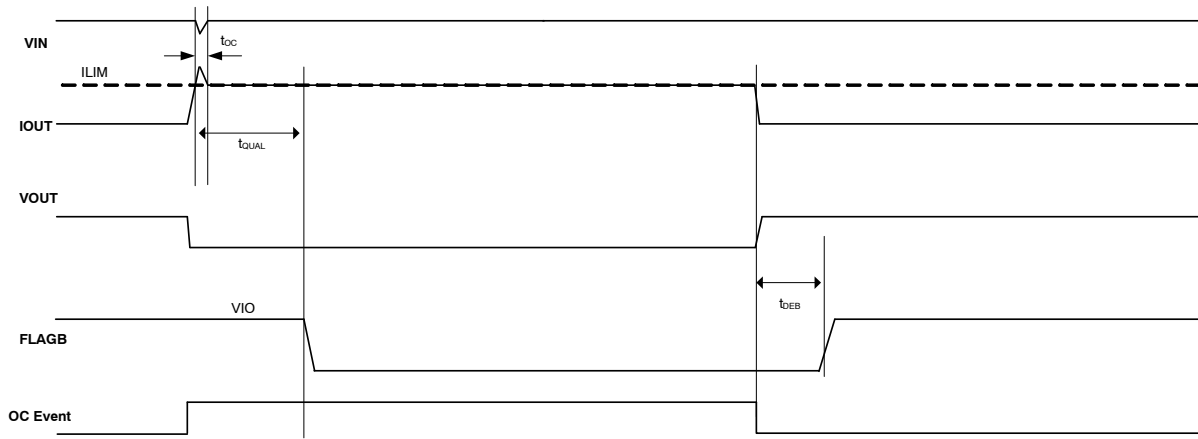 VIN
tOC
ILIM
IOUT
tQUAL
VOUT
VIO
tDEB
FLAGB
OC Event